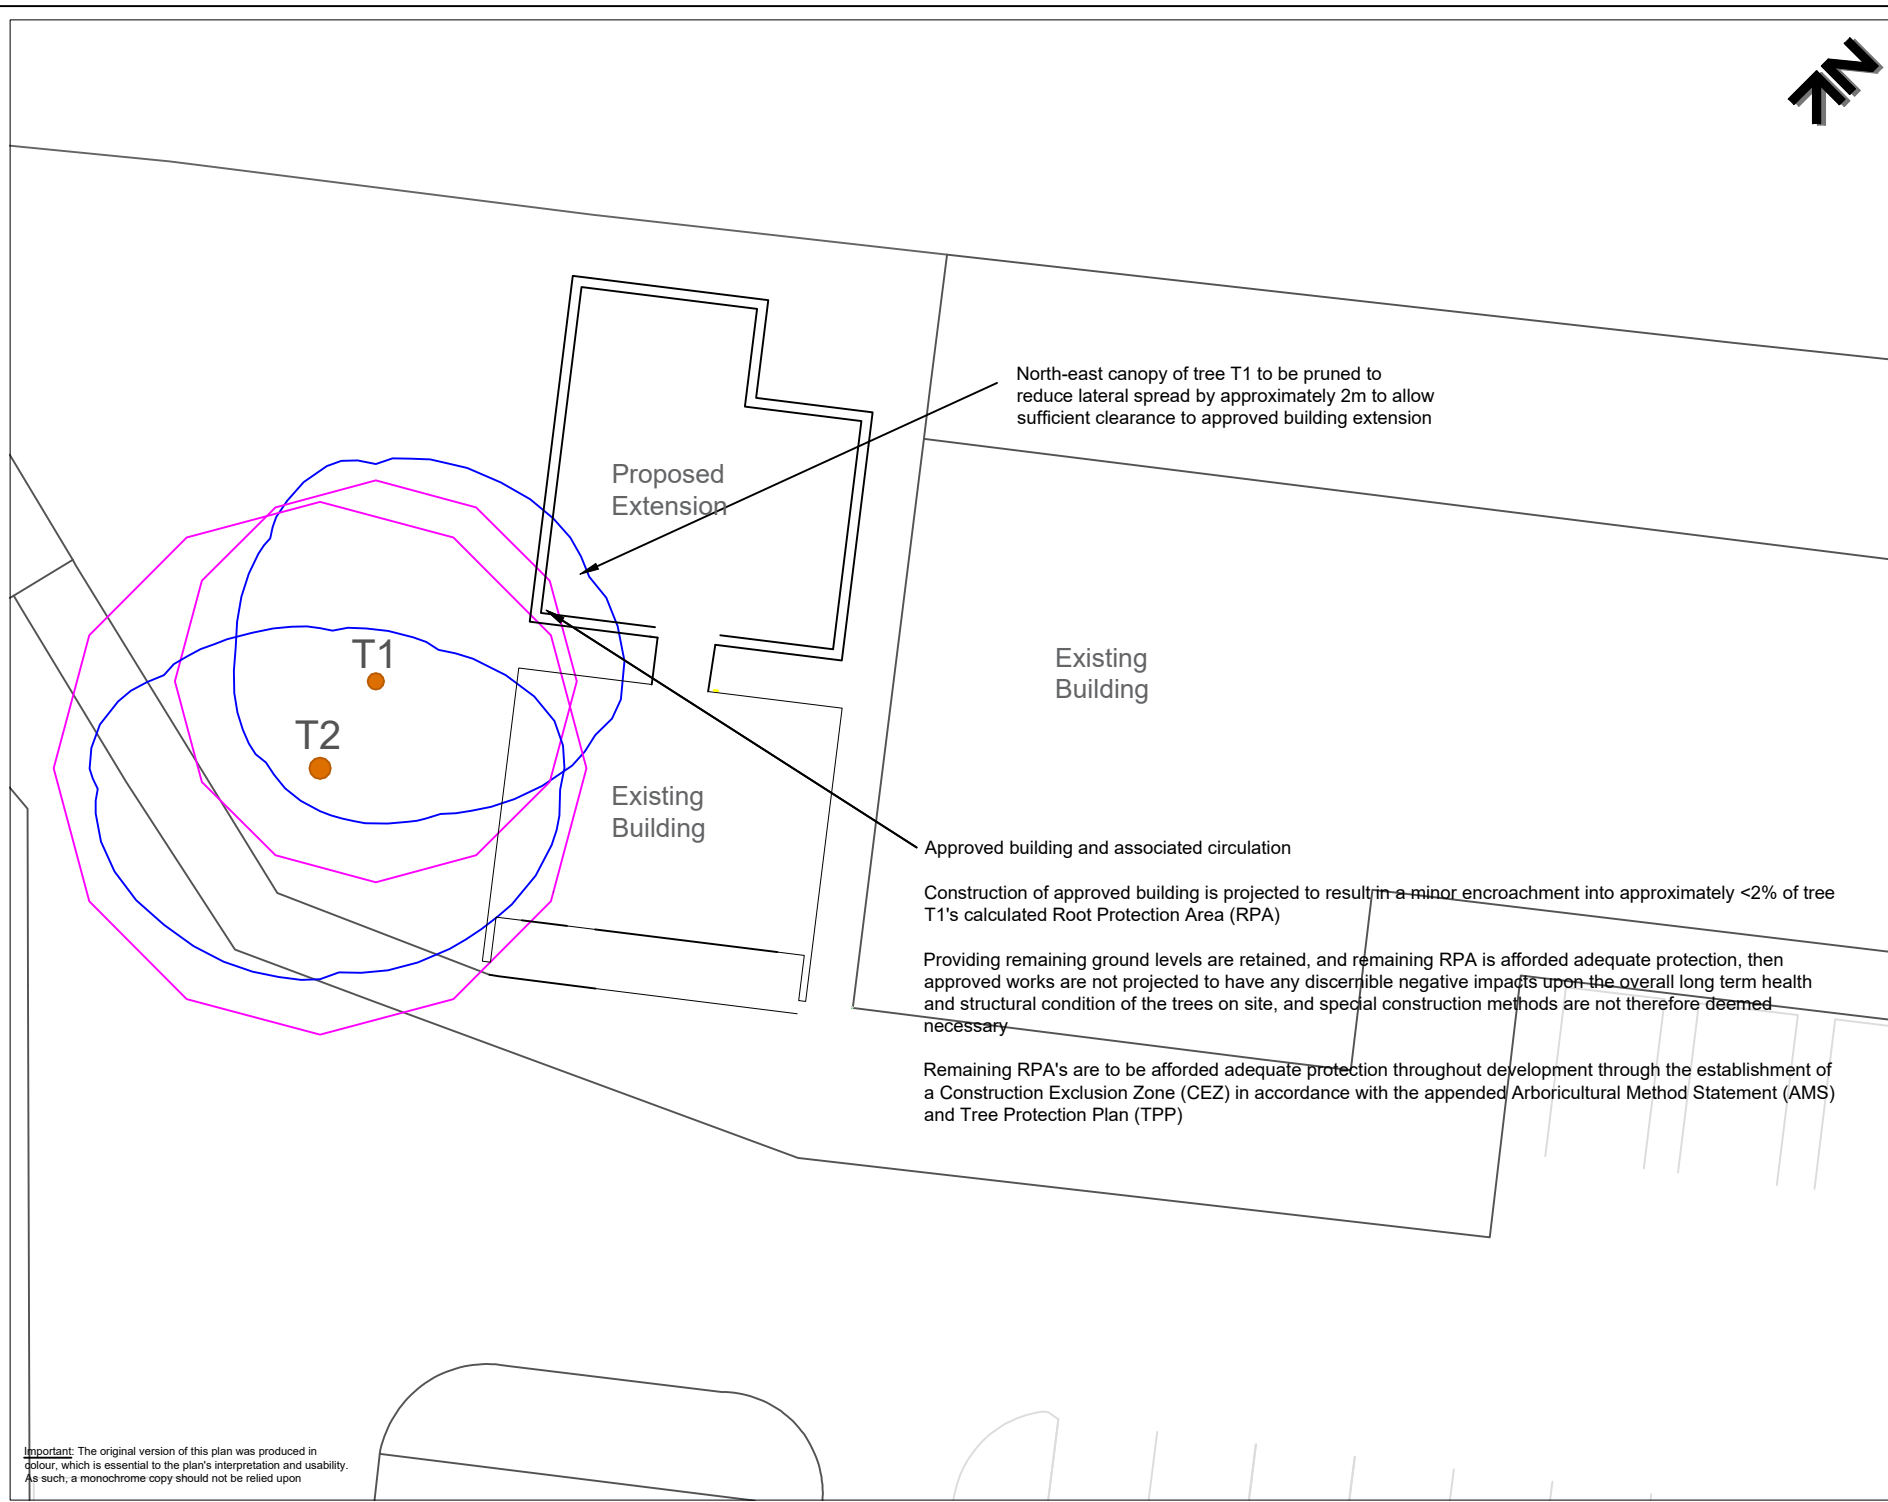 N
North-east canopy of tree T1 to be pruned to
reduce lateral spread by approximately 2m to allow
sufficient clearance to approved building extension
Proposed
Extension
T1
T2
Existing
Building
Existing
Building
Approved building and associated circulation
Construction of approved building is projected to result in a minor encroachment into approximately <2% of tree
T1's calculated Root Protection Area (RPA)
Providing remaining ground levels are retained, and remaining RPA is afforded adequate protection, then
approved works are not projected to have any discernible negative impacts upon the overall long term health
and structural condition of the trees on site, and special construction methods are not therefore deemed
necessary
Remaining RPA's are to be afforded adequate protection throughout development through the establishment of
a Construction Exclusion Zone (CEZ) in accordance with the appended Arboricultural Method Statement (AMS)
and Tree Protection Plan (TPP)
Important: The original version of this plan was produced in
colour, which is essential to the plan's interpretation and usability.
As such, a monochrome copy should not be relied upon